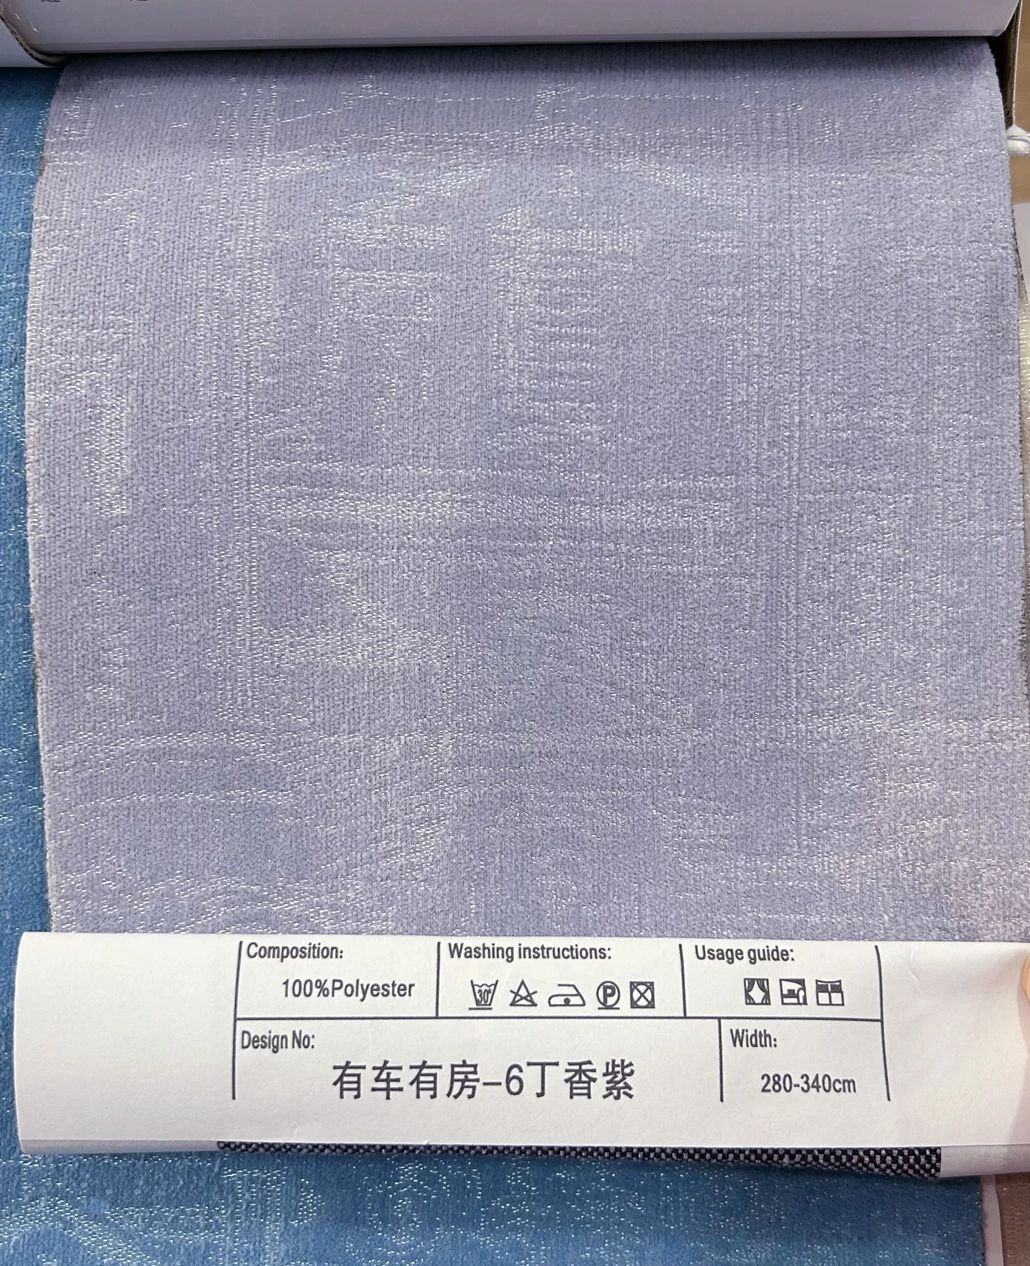 Composition:
100%Polyester
Washing instructions:
30°
P
Usage guide:
Design No:
有车有房-6丁香紫
Width:
280-340cm